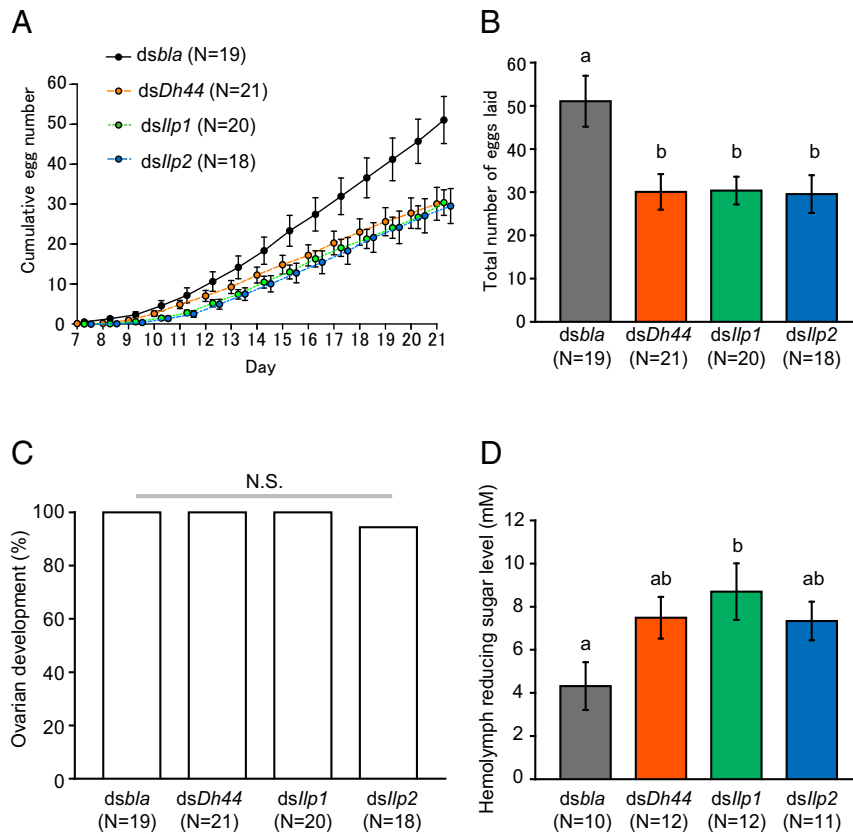 A
dsbla (N=19)
dsDh44 (N=21)
dsIlp1 (N=20)
dsIlp2 (N=18)
Cumulative egg number
60
50
40
30
20
10
0
7 8 9 10 11 12 13 14 15 16 17 18 19 20 21
Day
B
Total number of eggs laid
60
50
40
30
20
10
0
a
b
b
b
dsbla dsDh44 dsIlp1 dsIlp2
(N=19) (N=21) (N=20) (N=18)
C
N.S.
Ovarian development (%)
100
80
60
40
20
0
dsbla dsDh44 dsIlp1 dsIlp2
(N=19) (N=21) (N=20) (N=18)
D
Hemolymph reducing sugar level (mM)
12
10
8
6
4
2
0
a
ab
b
ab
dsbla dsDh44 dsIlp1 dsIlp2
(N=10) (N=12) (N=12) (N=11)